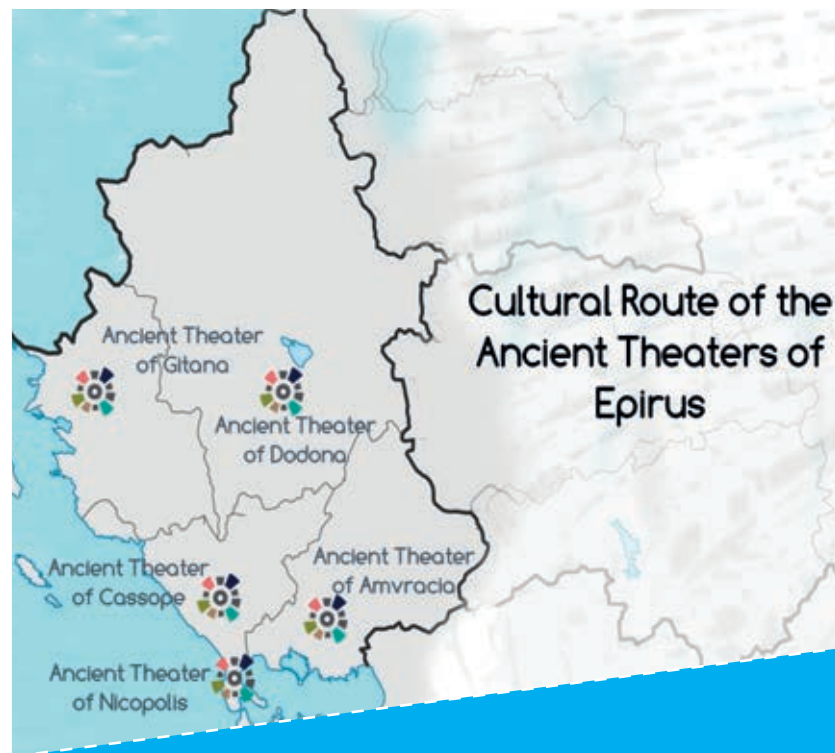 Cultural Route of the
Ancient Theaters of
Epirus
Ancient Theater
of Gitana
Ancient Theater
of Dodona
Ancient Theater
of Cassope
Ancient Theater
of Amvracia
Ancient Theater
of Nicopolis